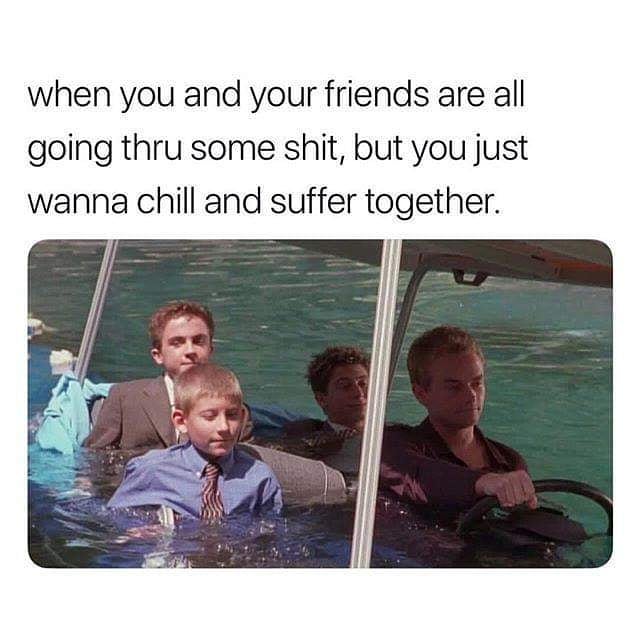 when you and your friends are all
going thru some shit, but you just
wanna chill and suffer together.